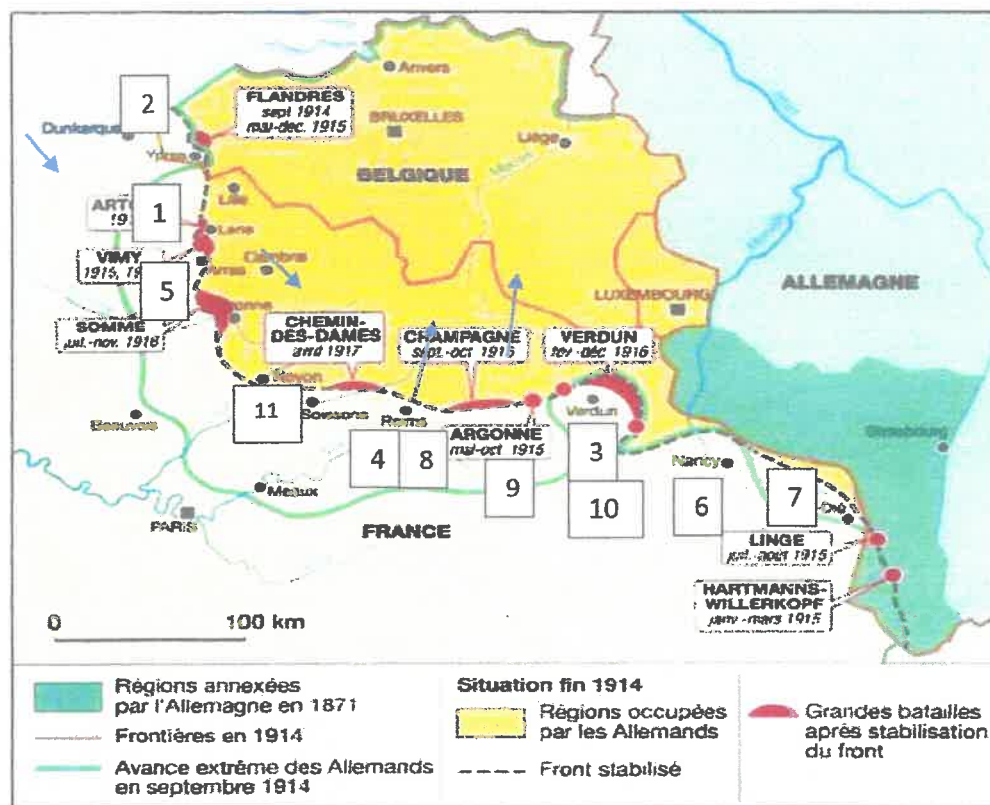 Anvers
2
FLANDRES
sept 1914
mai-dec. 1915
Dunkerque
BRUXELLES
Liège
BELGIQUE
Lille
1
Lens
VIMY
1915,
Arras
5
ALLEMAGNE
LUXEMBOURG
SOMME
juil.-nov. 1916
CHEMIN-
DES-DAMES
avril 1917
CHAMPAGNE
sept.-oct 1915
VERDUN
fév-déc. 1916
Noyon
11
Soissons
Reims
Verdun
Strasbourg
Beauvais
ARGONNE
mai-oct 1915
4
8
3
Nancy
9
10
6
7
Meaux
PARIS
FRANCE
LINGE
juil.-août 1915
HARTMANNS-
WILLERKOPF
janv.-mars 1915
0 100 km
Régions annexées
par l'Allemagne en 1871
Frontières en 1914
Avance extrême des Allemands
en septembre 1914
Situation fin 1914
Régions occupées
par les Allemands
Front stabilisé
Grandes batailles
après stabilisation
du front